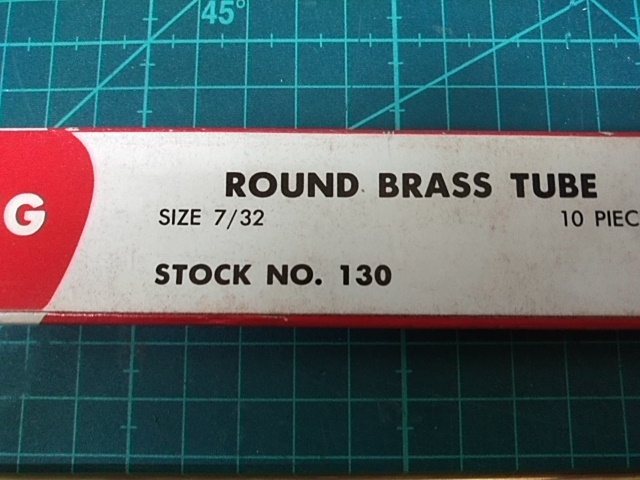 45°
ROUND BRASS TUBE
SIZE 7/32 10 PIEC
G
STOCK NO. 130